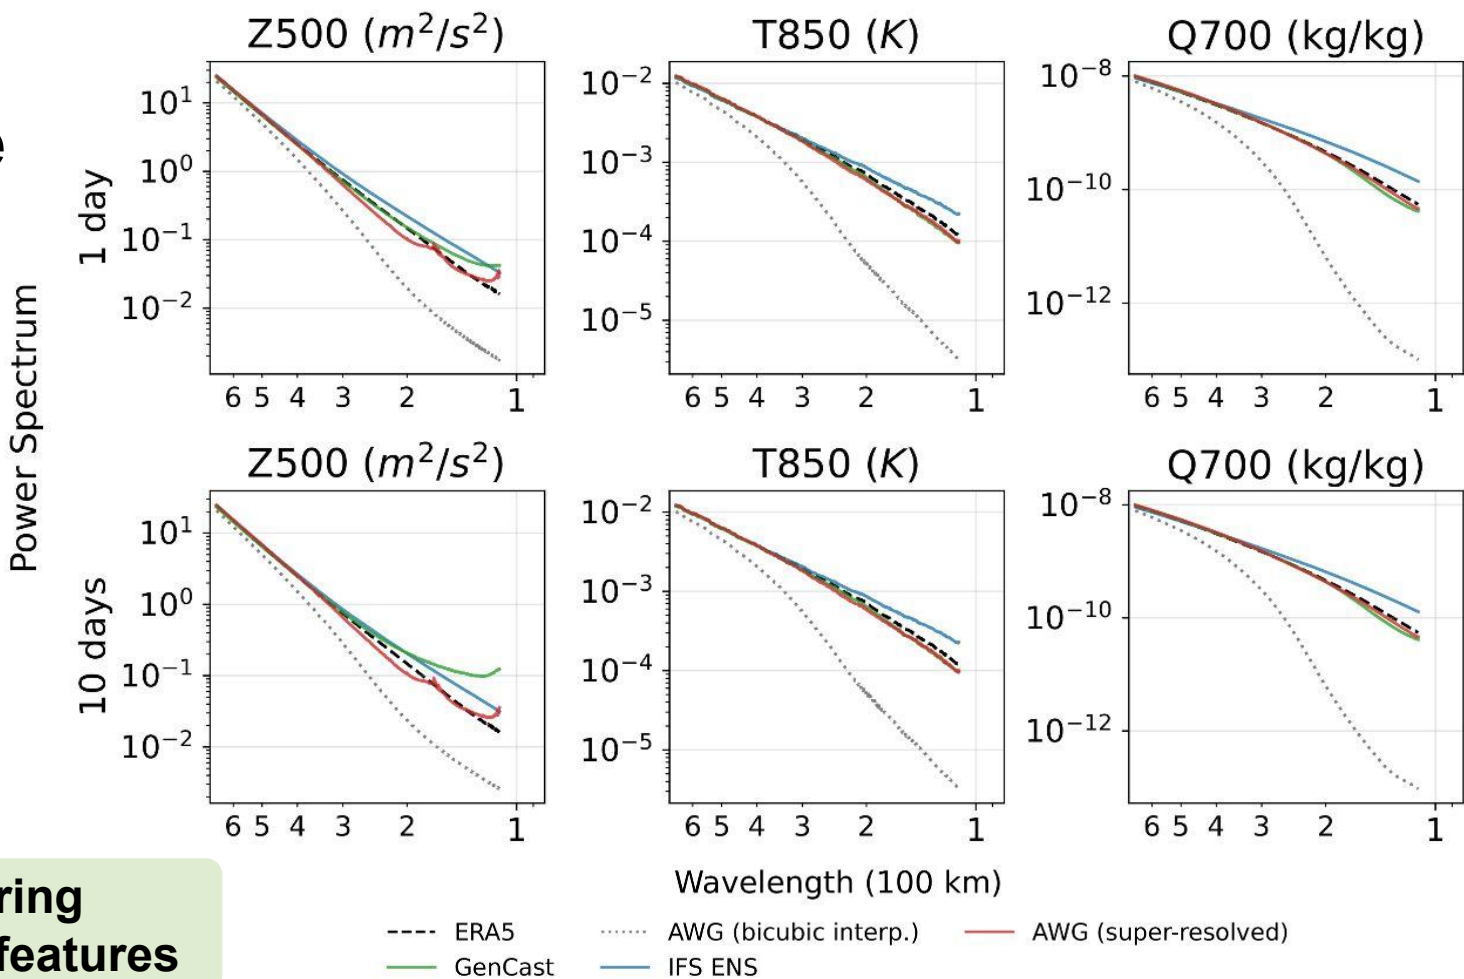 e
Power Spectrum
1 day
Z500 (m²/s²)
10¹
10⁰
10⁻¹
10⁻²
6 5 4 3 2 1
T850 (K)
10⁻²
10⁻³
10⁻⁴
10⁻⁵
6 5 4 3 2 1
Q700 (kg/kg)
10⁻⁸
10⁻¹⁰
10⁻¹²
6 5 4 3 2 1
10 days
Z500 (m²/s²)
10¹
10⁰
10⁻¹
10⁻²
6 5 4 3 2 1
T850 (K)
10⁻²
10⁻³
10⁻⁴
10⁻⁵
6 5 4 3 2 1
Q700 (kg/kg)
10⁻⁸
10⁻¹⁰
10⁻¹²
6 5 4 3 2 1
Wavelength (100 km)
ERA5
AWG (bicubic interp.)
AWG (super-resolved)
GenCast
IFS ENS
ring
features